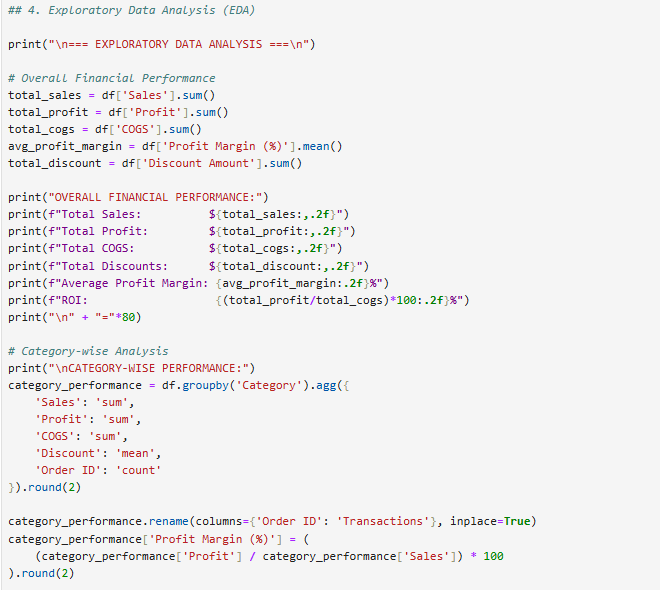 ## 4. Exploratory Data Analysis (EDA)
print("\n=== EXPLORATORY DATA ANALYSIS ===\n")
# Overall Financial Performance
total_sales = df['Sales'].sum()
total_profit = df['Profit'].sum()
total_cogs = df['COGS'].sum()
avg_profit_margin = df['Profit Margin (%)'].mean()
total_discount = df['Discount Amount'].sum()
print("OVERALL FINANCIAL PERFORMANCE:")
print(f"Total Sales:          ${total_sales:,.2f}")
print(f"Total Profit:         ${total_profit:,.2f}")
print(f"Total COGS:           ${total_cogs:,.2f}")
print(f"Total Discounts:      ${total_discount:,.2f}")
print(f"Average Profit Margin: {avg_profit_margin:.2f}%")
print(f"ROI:                   {(total_profit/total_cogs)*100:.2f}%")
print("\n" + "="*80)
# Category-wise Analysis
print("\nCATEGORY-WISE PERFORMANCE:")
category_performance = df.groupby('Category').agg({
    'Sales': 'sum',
    'Profit': 'sum',
    'COGS': 'sum',
    'Discount': 'mean',
    'Order ID': 'count'
}).round(2)
category_performance.rename(columns={'Order ID': 'Transactions'}, inplace=True)
category_performance['Profit Margin (%)'] = (
    (category_performance['Profit'] / category_performance['Sales']) * 100
).round(2)